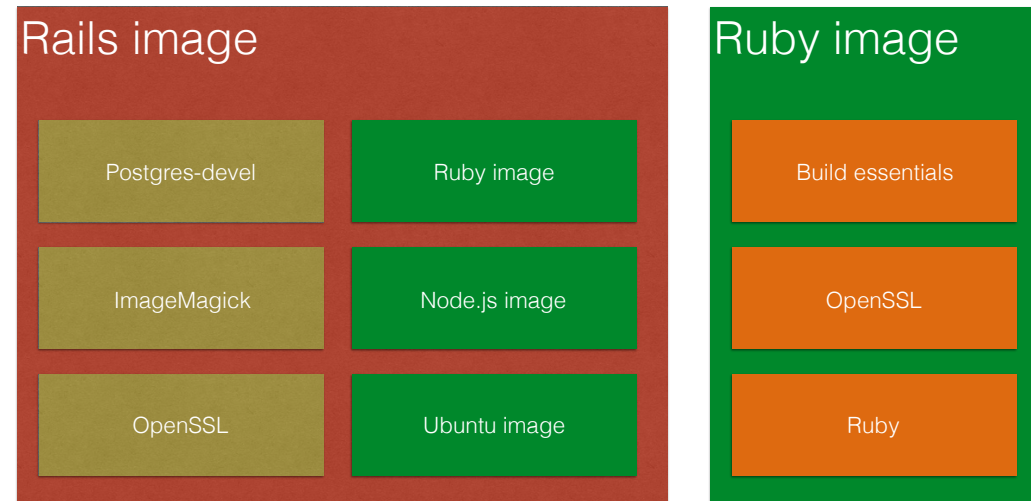 Rails image
Postgres-devel
Ruby image
ImageMagick
Node.js image
OpenSSL
Ubuntu image
Ruby image
Build essentials
OpenSSL
Ruby